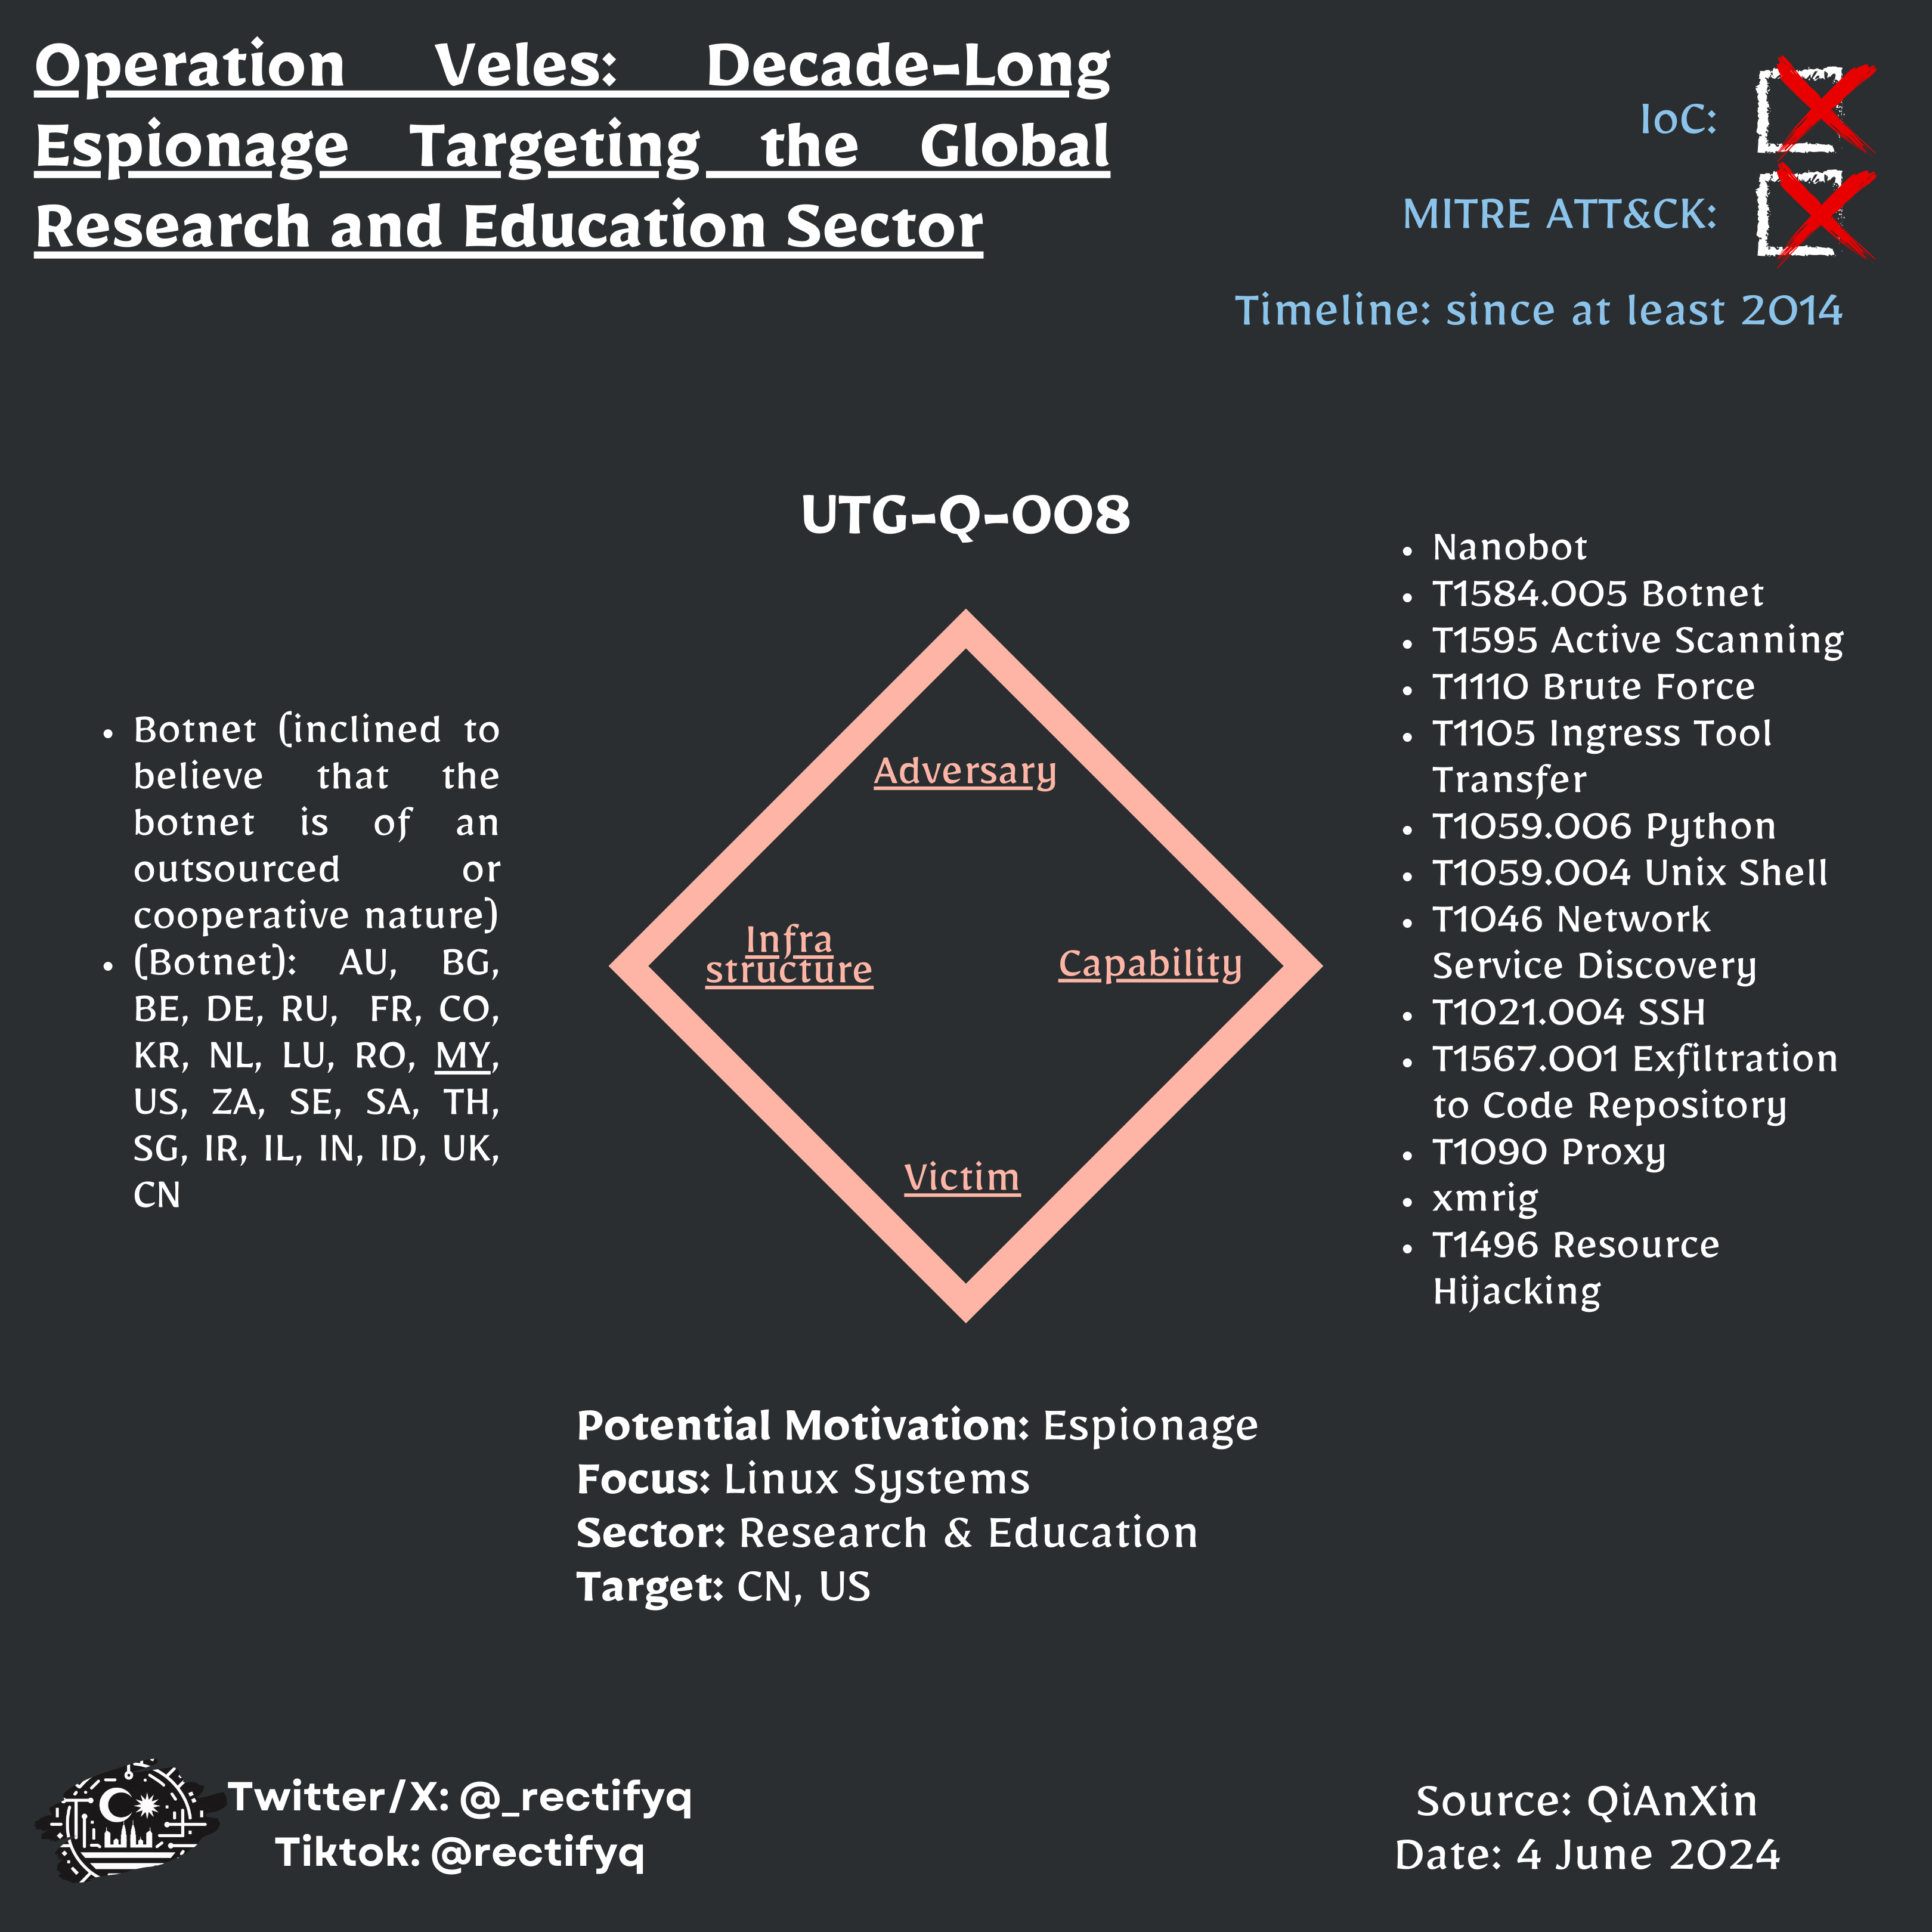 Operation Veles: Decade-Long
Espionage Targeting the Global
Research and Education Sector
IoC:
MITRE ATT&CK:
Timeline: since at least 2014
UTG-Q-008
Adversary
Infra
structure
Capability
Victim
• Botnet (inclined to
believe that the
botnet is of an
outsourced or
cooperative nature)
• (Botnet): AU, BG,
BE, DE, RU, FR, CO,
KR, NL, LU, RO, MY,
US, ZA, SE, SA, TH,
SG, IR, IL, IN, ID, UK,
CN
• Nanobot
• T1584.005 Botnet
• T1595 Active Scanning
• T1110 Brute Force
• T1105 Ingress Tool
Transfer
• T1059.006 Python
• T1059.004 Unix Shell
• T1046 Network
Service Discovery
• T1021.004 SSH
• T1567.001 Exfiltration
to Code Repository
• T1090 Proxy
• xmrig
• T1496 Resource
Hijacking
Potential Motivation: Espionage
Focus: Linux Systems
Sector: Research & Education
Target: CN, US
Twitter/X: @_rectifyq
Tiktok: @rectifyq
Source: QiAnXin
Date: 4 June 2024